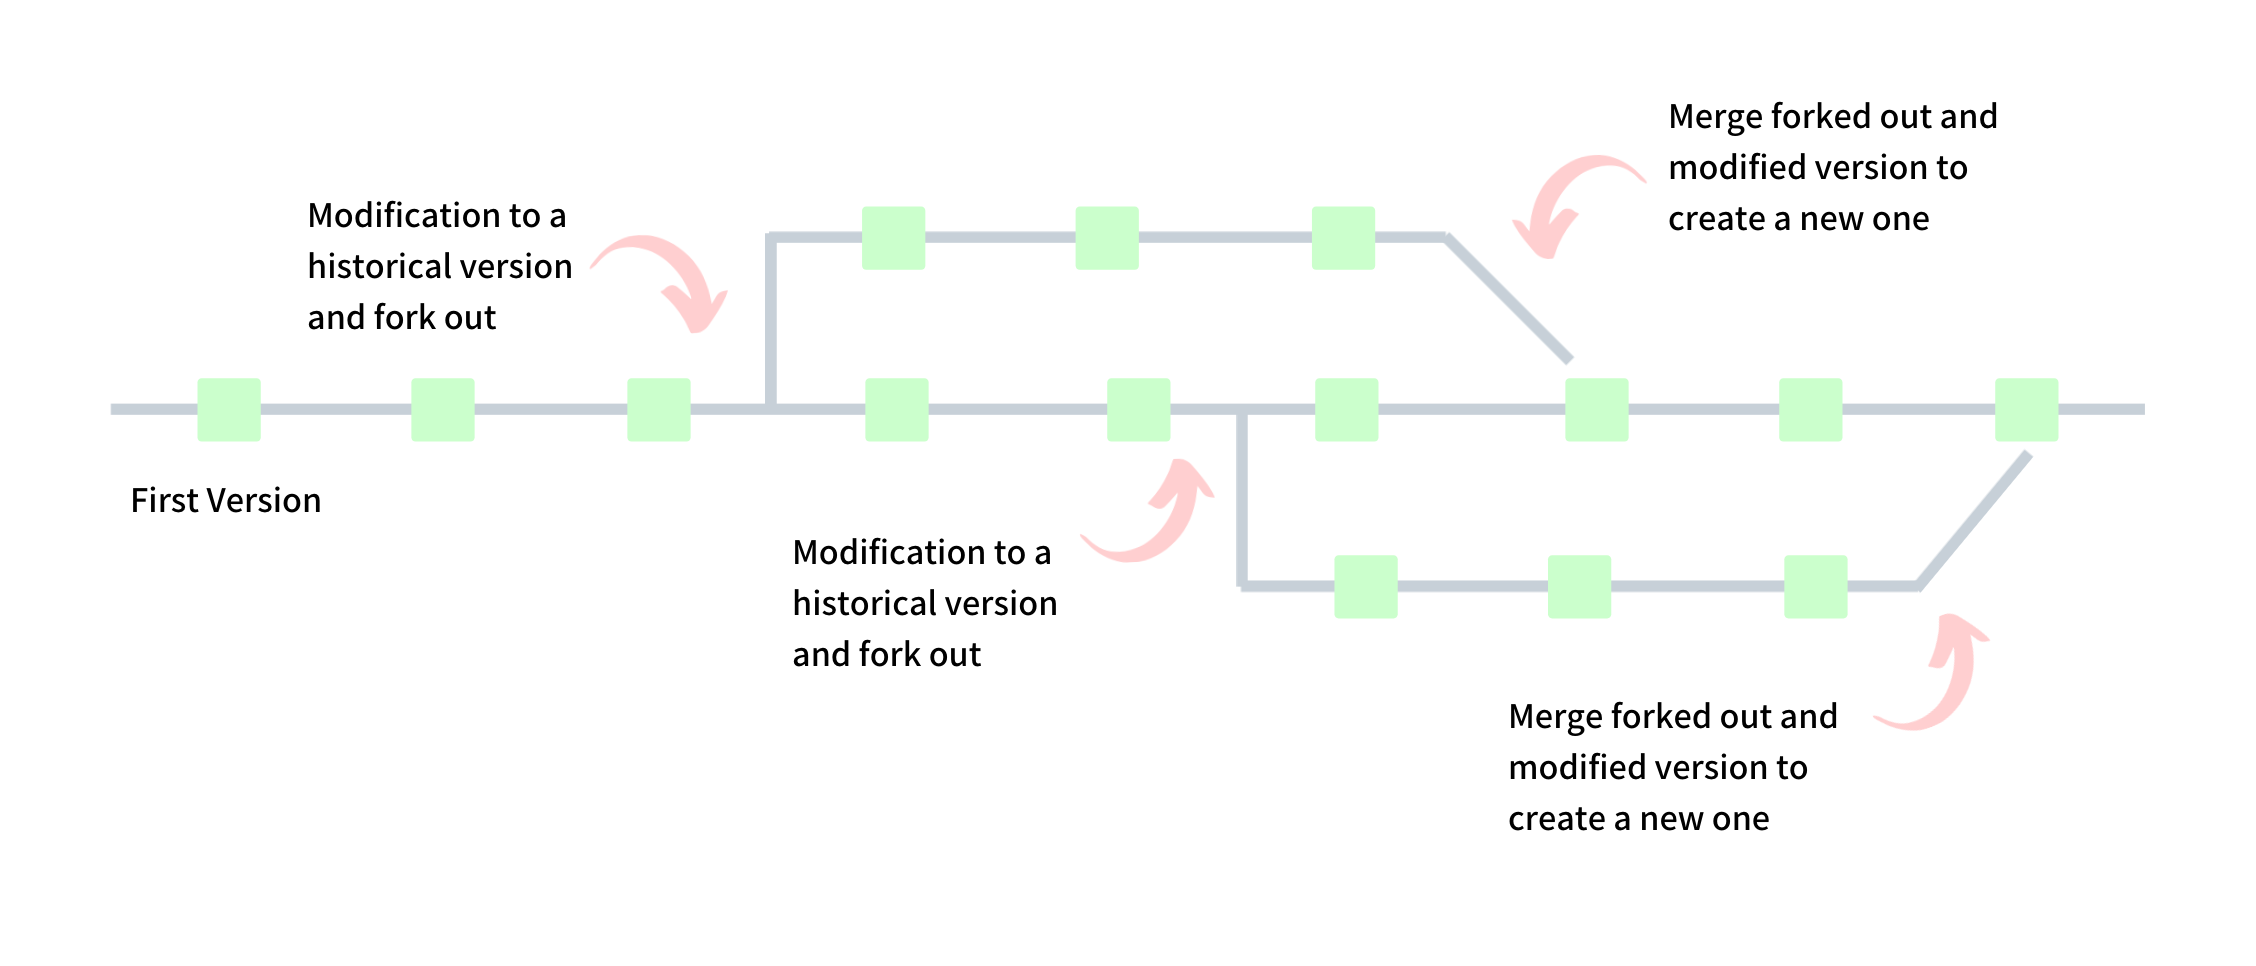 Merge forked out and
modified version to
create a new one
Modification to a
historical version
and fork out
First Version
Modification to a
historical version
and fork out
Merge forked out and
modified version to
create a new one